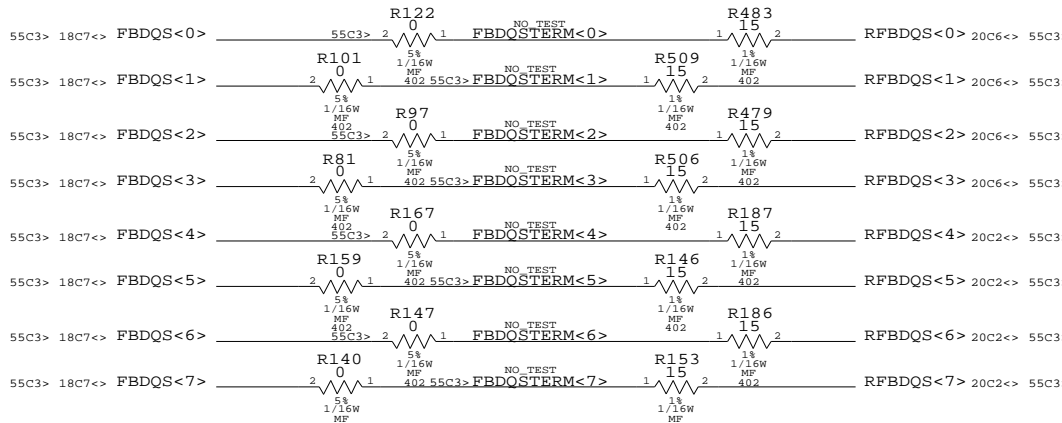 R122 R483
0 NO_TEST 15
55C3> 18C7<> FBDQS<0> 55C3> 2 1 FBDQSTERM<0> 1 2 RFBDQS<0> 20C6<> 55C3
5% 1%
R101 1/16W R509 1/16W
0 MF NO_TEST 15 MF
55C3> 18C7<> FBDQS<1> 2 1 402 55C3> FBDQSTERM<1> 1 2 402 RFBDQS<1> 20C6<> 55C3
5% 1%
1/16W 1/16W
MF R97 MF R479
402 0 NO_TEST 402 15
55C3> 18C7<> FBDQS<2> 55C3> 2 1 FBDQSTERM<2> 1 2 RFBDQS<2> 20C6<> 55C3
5% 1%
R81 1/16W R506 1/16W
0 MF NO_TEST 15 MF
55C3> 18C7<> FBDQS<3> 2 1 402 55C3> FBDQSTERM<3> 1 2 402 RFBDQS<3> 20C6<> 55C3
5% 1%
1/16W 1/16W
MF R167 MF R187
402 0 NO_TEST 402 15
55C3> 18C7<> FBDQS<4> 55C3> 2 1 FBDQSTERM<4> 1 2 RFBDQS<4> 20C2<> 55C3
5% 1%
R159 1/16W R146 1/16W
0 MF NO_TEST 15 MF
55C3> 18C7<> FBDQS<5> 2 1 402 55C3> FBDQSTERM<5> 1 2 402 RFBDQS<5> 20C2<> 55C3
5% 1%
1/16W 1/16W
MF R147 MF R186
402 0 NO_TEST 402 15
55C3> 18C7<> FBDQS<6> 55C3> 2 1 FBDQSTERM<6> 1 2 RFBDQS<6> 20C2<> 55C3
5% 1%
R140 1/16W R153 1/16W
0 MF NO_TEST 15 MF
55C3> 18C7<> FBDQS<7> 2 1 402 55C3> FBDQSTERM<7> 1 2 402 RFBDQS<7> 20C2<> 55C3
5% 1%
1/16W 1/16W
MF MF